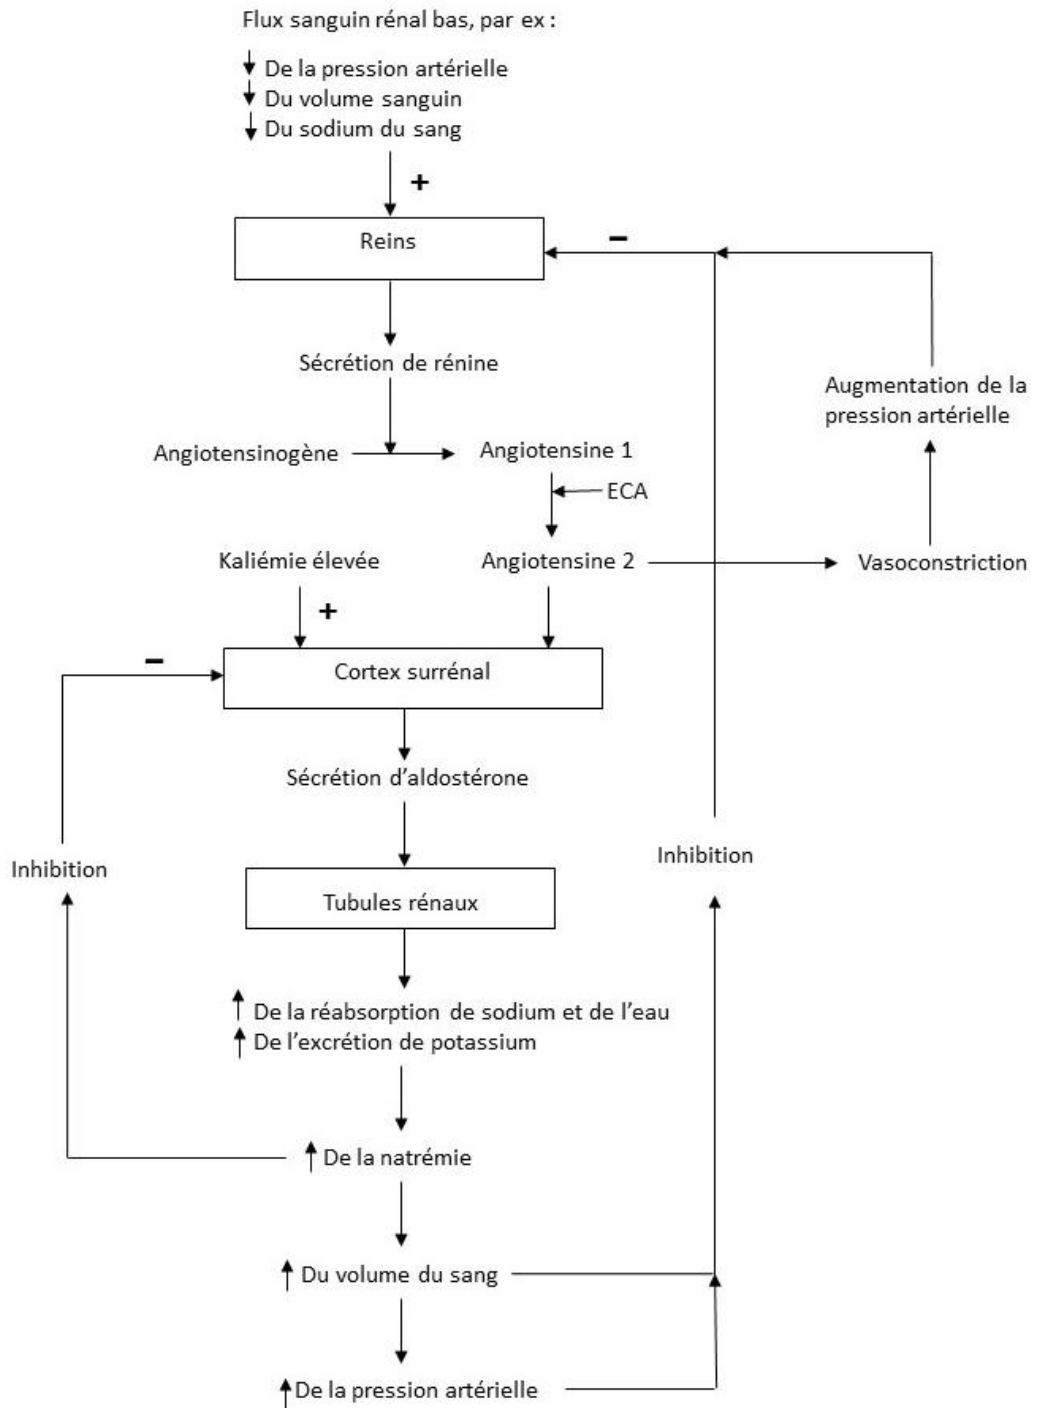 Flux sanguin rénal bas, par ex :
De la pression artérielle
Du volume sanguin
Du sodium du sang
+
Reins
–
Sécrétion de rénine
Augmentation de la
pression artérielle
Angiotensinogène
Angiotensine 1
ECA
Kaliémie élevée
Angiotensine 2
Vasoconstriction
+
–
Cortex surrénal
Sécrétion d’aldostérone
Inhibition
Inhibition
Tubules rénaux
De la réabsorption de sodium et de l’eau
De l’excrétion de potassium
De la natrémie
Du volume du sang
De la pression artérielle